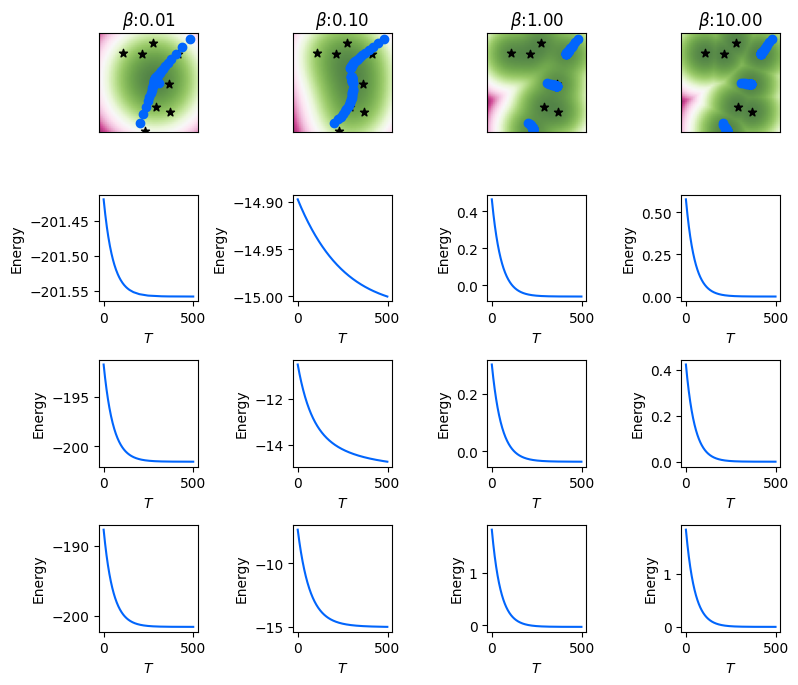 β:0.01 β:0.10 β:1.00 β:10.00
Energy −201.45 −201.50 −201.55 0 500 T
Energy −14.90 −14.95 −15.00 0 500 T
Energy 0.4 0.2 0.0 0 500 T
Energy 0.50 0.25 0.00 0 500 T
Energy −195 −200 0 500 T
Energy −12 −14 0 500 T
Energy 0.2 0.0 0 500 T
Energy 0.4 0.2 0.0 0 500 T
Energy −190 −200 0 500 T
Energy −10 −15 0 500 T
Energy 1 0 0 500 T
Energy 1 0 0 500 T